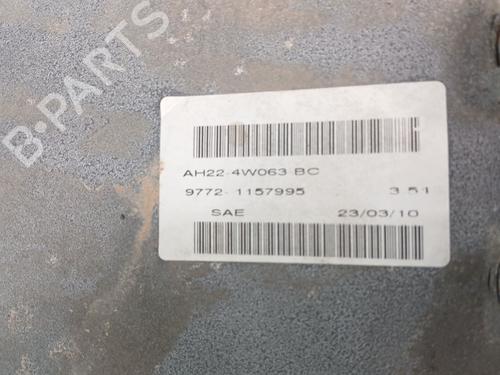 B-PARTS
AH22-4W063-BC
9772-1157995 3.51
SAE 23/03/10